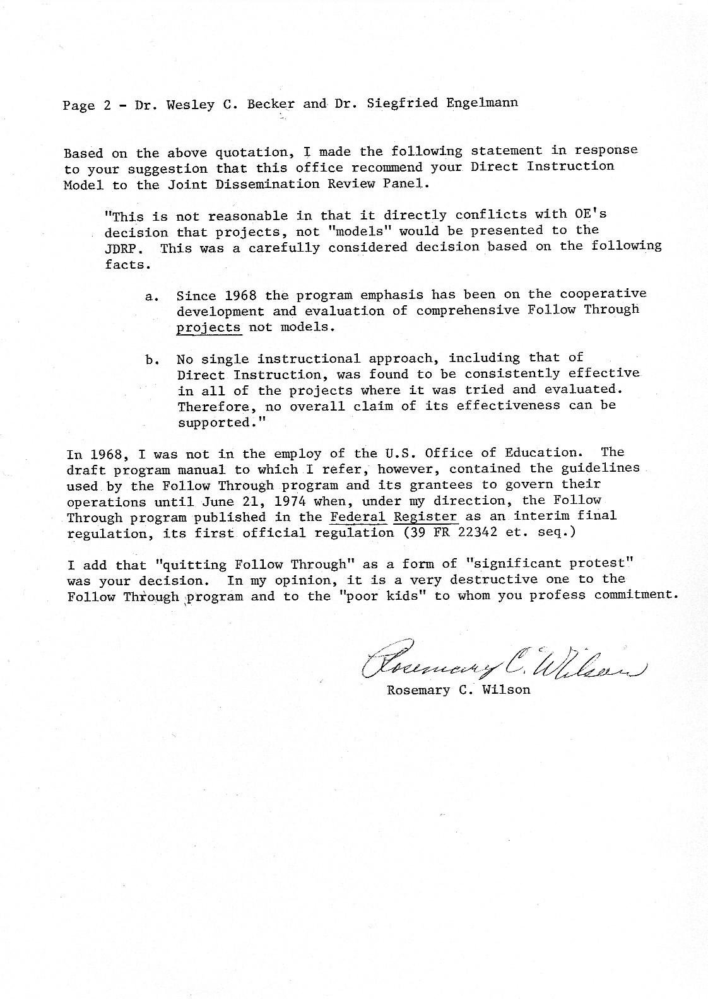 Page 2 - Dr. Wesley C. Becker and Dr. Siegfried Engelmann
Based on the above quotation, I made the following statement in response
to your suggestion that this office recommend your Direct Instruction
Model to the Joint Dissemination Review Panel.
"This is not reasonable in that it directly conflicts with OE's
decision that projects, not "models" would be presented to the
JDRP. This was a carefully considered decision based on the following
facts.
a. Since 1968 the program emphasis has been on the cooperative
development and evaluation of comprehensive Follow Through
projects not models.
b. No single instructional approach, including that of
Direct Instruction, was found to be consistently effective
in all of the projects where it was tried and evaluated.
Therefore, no overall claim of its effectiveness can be
supported."
In 1968, I was not in the employ of the U.S. Office of Education. The
draft program manual to which I refer, however, contained the guidelines
used by the Follow Through program and its grantees to govern their
operations until June 21, 1974 when, under my direction, the Follow
Through program published in the Federal Register as an interim final
regulation, its first official regulation (39 FR 22342 et. seq.)
I add that "quitting Follow Through" as a form of "significant protest"
was your decision. In my opinion, it is a very destructive one to the
Follow Through program and to the "poor kids" to whom you profess commitment.
Rosemary C. Wilson
Rosemary C. Wilson